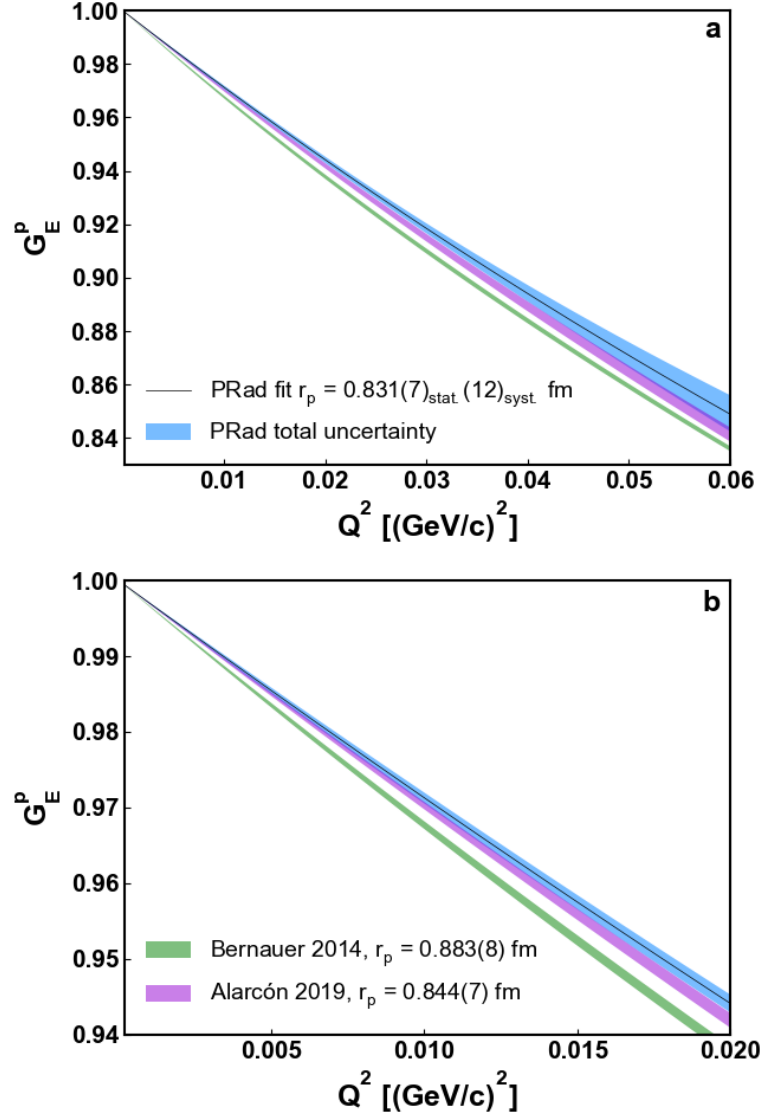 1.00
a
0.98
0.96
0.94
0.92
0.90
0.88
0.86
0.84
G_E^p
PRad fit r_p = 0.831(7)_stat. (12)_syst. fm
PRad total uncertainty
0.01 0.02 0.03 0.04 0.05 0.06
Q^2 [(GeV/c)^2]
1.00
b
0.99
0.98
0.97
0.96
0.95
0.94
G_E^p
Bernauer 2014, r_p = 0.883(8) fm
Alarcón 2019, r_p = 0.844(7) fm
0.005 0.010 0.015 0.020
Q^2 [(GeV/c)^2]